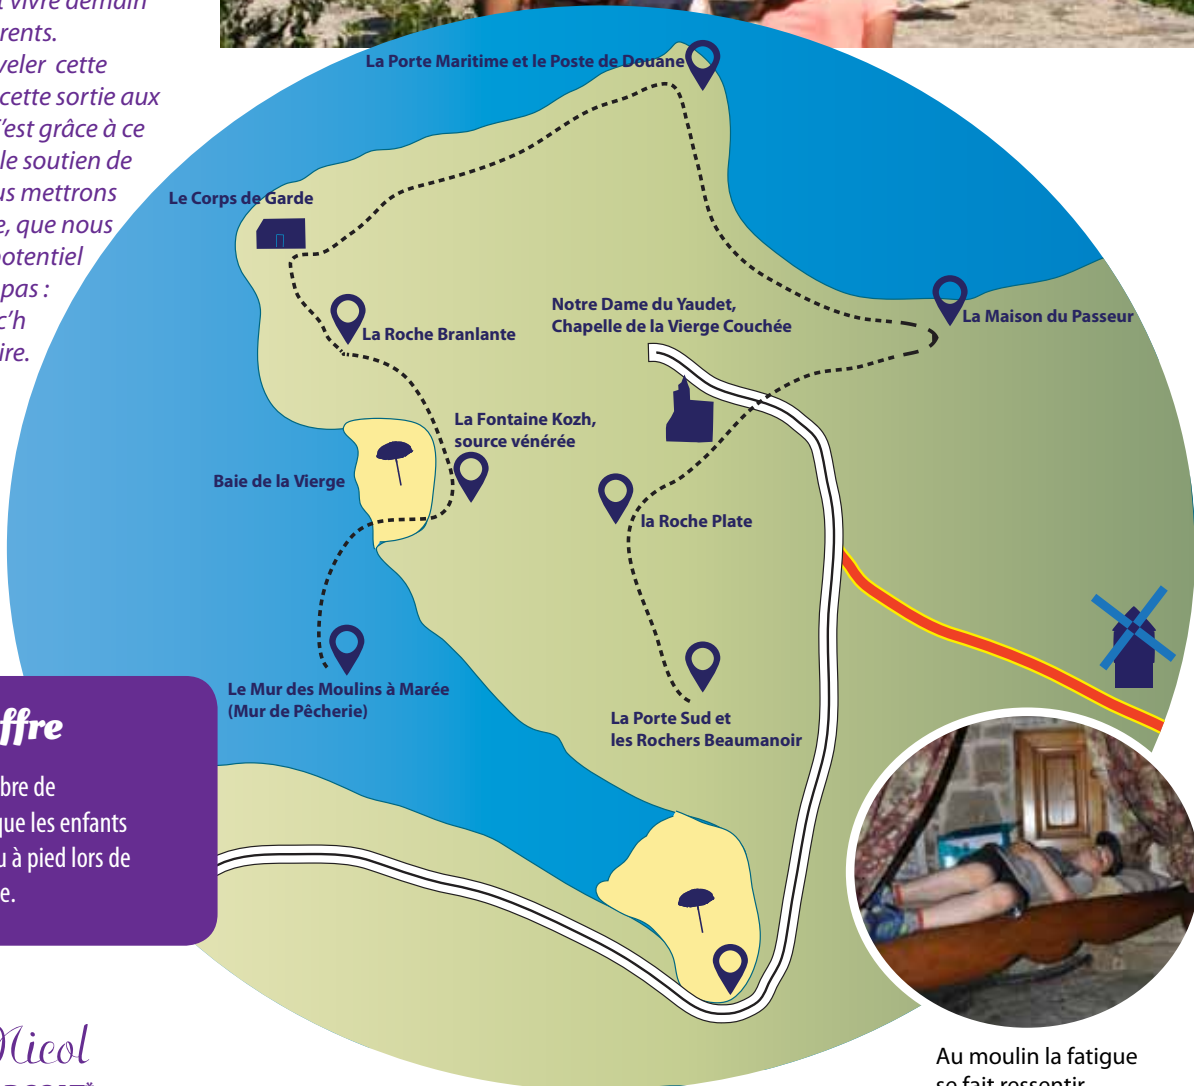 t vivre demain
rents.
veler cette
cette sortie aux
'est grâce à ce
le soutien de
us mettrons
e, que nous
potentiel
pas :
c'h
ire.
La Porte Maritime et le Poste de Douane
Le Corps de Garde
La Roche Branlante
Notre Dame du Yaudet,
Chapelle de la Vierge Couchée
La Maison du Passeur
La Fontaine Kozh,
source vénérée
Baie de la Vierge
la Roche Plate
Le Mur des Moulins à Marée
(Mur de Pêcherie)
La Porte Sud et
les Rochers Beaumanoir
ffre
bre de
que les enfants
u à pied lors de
e.
Nicol
Au moulin la fatigue
se fait ressentir